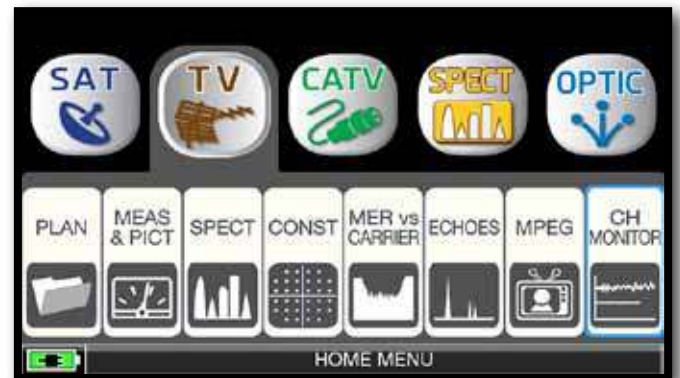 SAT TV CATV SPECT OPTIC
PLAN
MEAS
& PICT
SPECT
CONST
MER vs
CARRIER
ECHOES
MPEG
CH
MONITOR
HOME MENU